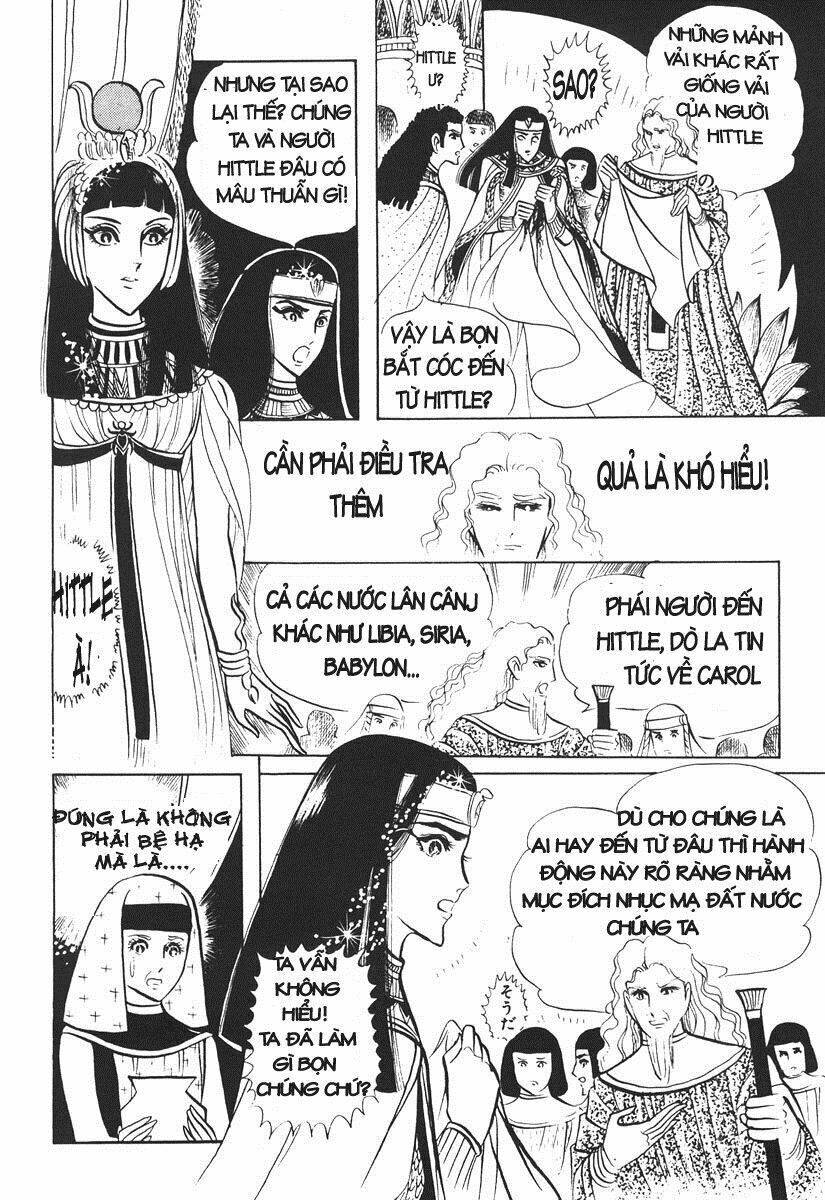 NHỮNG MẢNH
VẢI KHÁC RẤT
GIỐNG VẢI
CỦA NGƯỜI
HITTLE
SAO?
HITTLE
Ư?
VẬY LÀ BỌN
BẮT CÓC ĐẾN
TỪ HITTLE?
NHƯNG TẠI SAO
LẠI THẾ? CHÚNG
TA VÀ NGƯỜI
HITTLE ĐÂU CÓ
MÂU THUẪN GÌ!
QUẢ LÀ KHÓ HIỂU!
CẦN PHẢI ĐIỀU TRA
THÊM
HITTLE
À!
PHÁI NGƯỜI ĐẾN
HITTLE, DÒ LA TIN
TỨC VỀ CAROL
CẢ CÁC NƯỚC LÂN CÂNJ
KHÁC NHƯ LIBIA, SIRIA,
BABYLON...
DÙ CHO CHÚNG LÀ
AI HAY ĐẾN TỪ ĐÂU THÌ HÀNH
ĐỘNG NÀY RÕ RÀNG NHẰM
MỤC ĐÍCH NHỤC MẠ ĐẤT NƯỚC
CHÚNG TA
そうだ
TA VẪN
KHÔNG
HIỂU!
TA ĐÃ LÀM
GÌ BỌN
CHÚNG CHỨ?
ĐÚNG LÀ KHÔNG
PHẢI BỆ HẠ
MÀ LÀ....